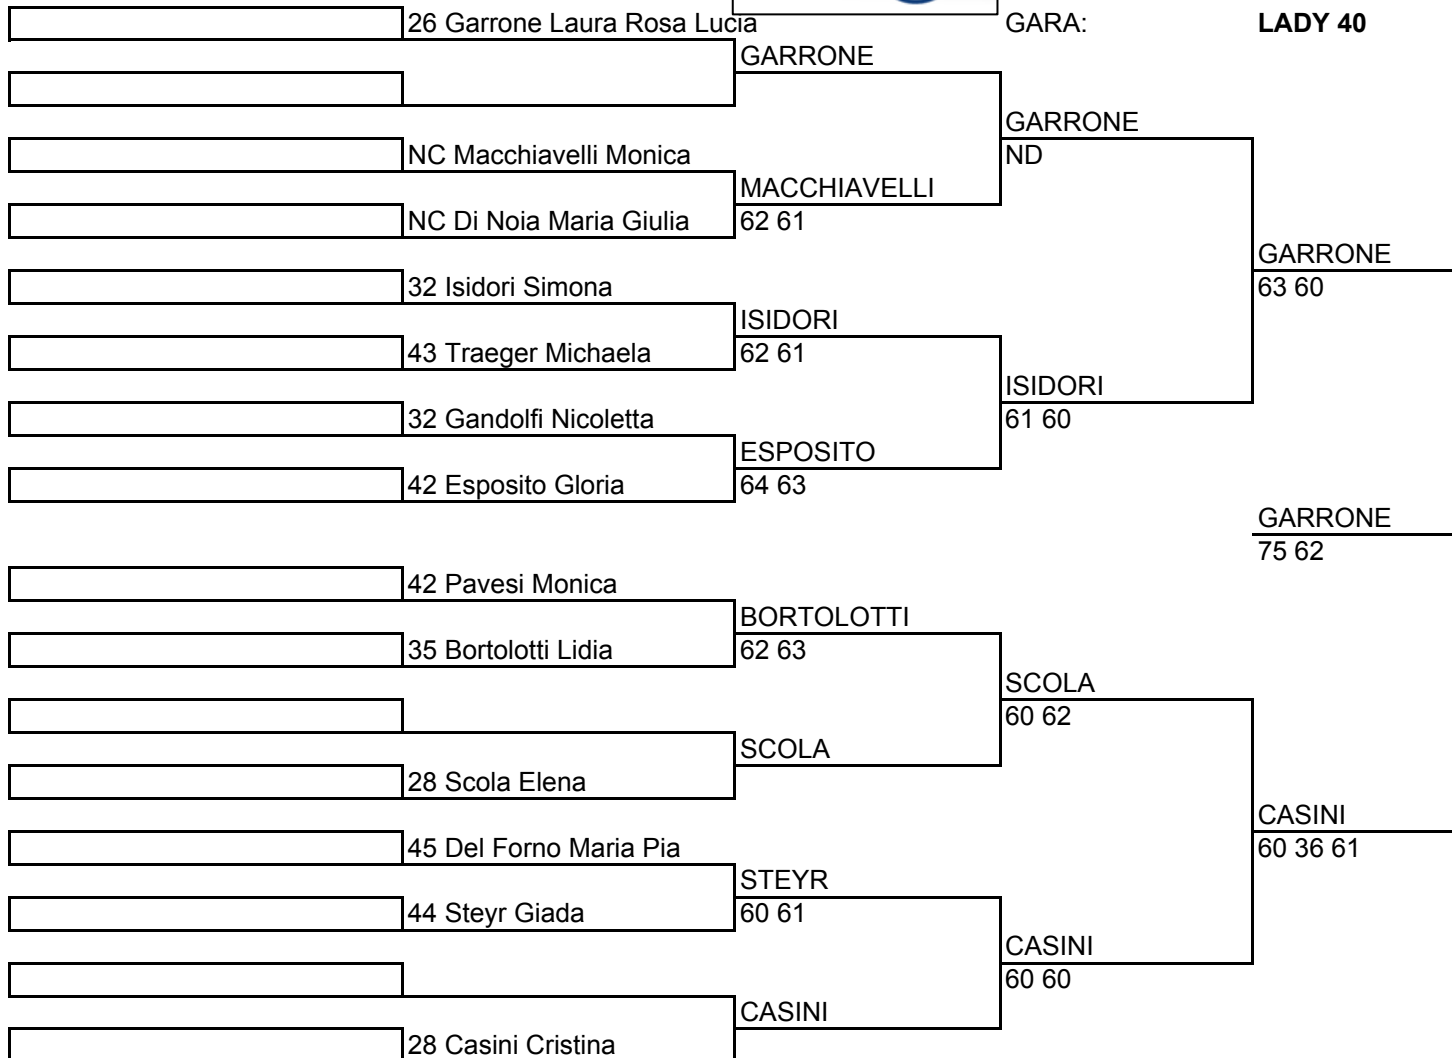 26 Garrone Laura Rosa Lucia GARA: LADY 40
GARRONE
GARRONE
NC Macchiavelli Monica ND
MACCHIAVELLI
NC Di Noia Maria Giulia 62 61
GARRONE
32 Isidori Simona 63 60
ISIDORI
43 Traeger Michaela 62 61
ISIDORI
32 Gandolfi Nicoletta 61 60
ESPOSITO
42 Esposito Gloria 64 63
GARRONE
75 62
42 Pavesi Monica
BORTOLOTTI
35 Bortolotti Lidia 62 63
SCOLA
60 62
SCOLA
28 Scola Elena
CASINI
45 Del Forno Maria Pia 60 36 61
STEYR
44 Steyr Giada 60 61
CASINI
60 60
CASINI
28 Casini Cristina